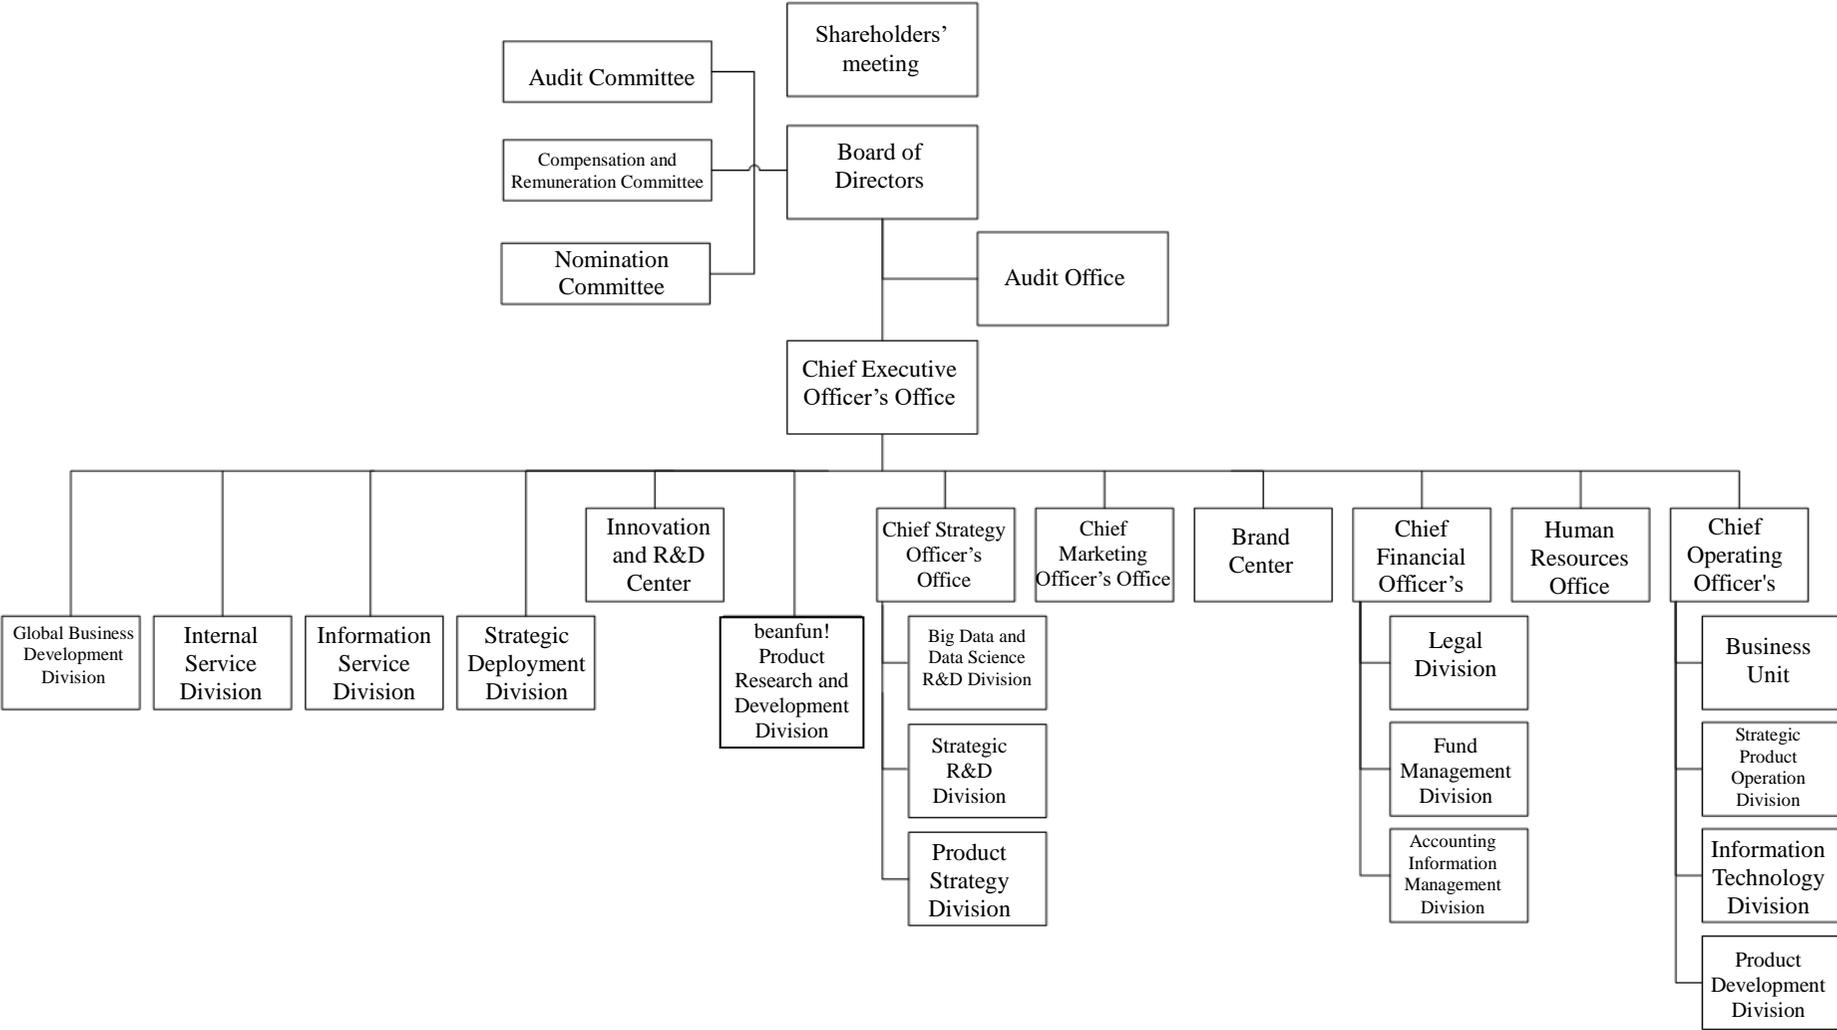 Shareholders’
meeting
Audit Committee
Compensation and
Remuneration Committee
Board of
Directors
Nomination
Committee
Audit Office
Chief Executive
Officer’s Office
Innovation
and R&D
Center
Chief Strategy
Officer’s
Office
Chief
Marketing
Officer’s Office
Brand
Center
Chief
Financial
Officer’s
Human
Resources
Office
Chief
Operating
Officer's
Global Business
Development
Division
Internal
Service
Division
Information
Service
Division
Strategic
Deployment
Division
beanfun!
Product
Research and
Development
Division
Big Data and
Data Science
R&D Division
Strategic
R&D
Division
Product
Strategy
Division
Legal
Division
Fund
Management
Division
Accounting
Information
Management
Division
Business
Unit
Strategic
Product
Operation
Division
Information
Technology
Division
Product
Development
Division